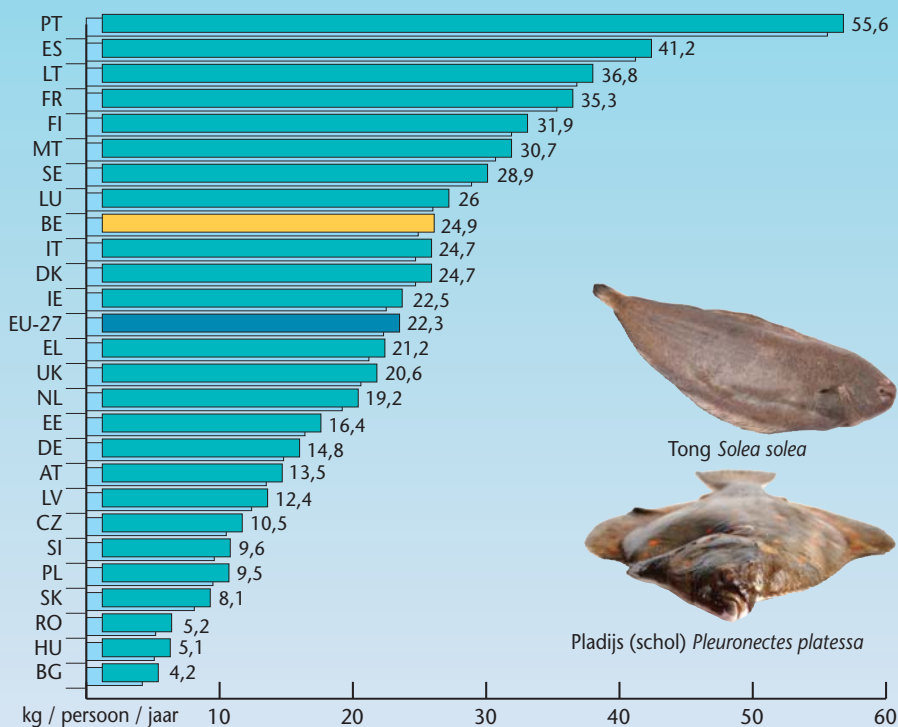 PT 55,6
ES 41,2
LT 36,8
FR 35,3
FI 31,9
MT 30,7
SE 28,9
LU 26
BE 24,9
IT 24,7
DK 24,7
IE 22,5
EU-27 22,3
EL 21,2
UK 20,6
NL 19,2
EE 16,4
DE 14,8
AT 13,5
LV 12,4
CZ 10,5
SI 9,6
PL 9,5
SK 8,1
RO 5,2
HU 5,1
BG 4,2
Tong Solea solea
Pladijs (schol) Pleuronectes platessa
kg / persoon / jaar 10 20 30 40 50 60